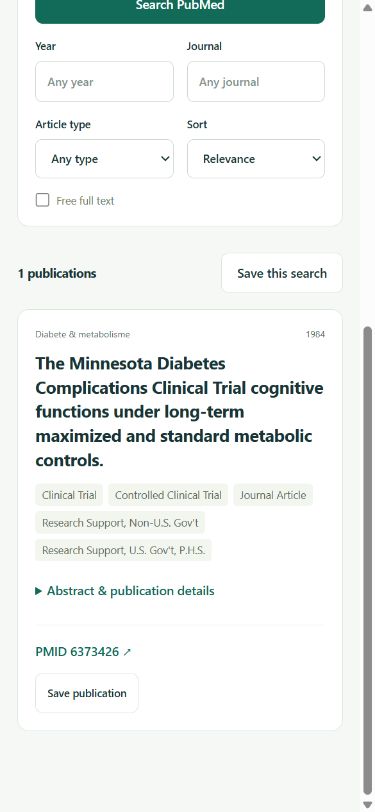 Search PubMed
Year
Journal
Any year
Any journal
Article type
Sort
Any type
Relevance
Free full text
1 publications
Save this search
Diabete & metabolisme
1984
The Minnesota Diabetes
Complications Clinical Trial cognitive
functions under long-term
maximized and standard metabolic
controls.
Clinical Trial
Controlled Clinical Trial
Journal Article
Research Support, Non-U.S. Gov't
Research Support, U.S. Gov't, P.H.S.
▶ Abstract & publication details
PMID 6373426 ↗
Save publication